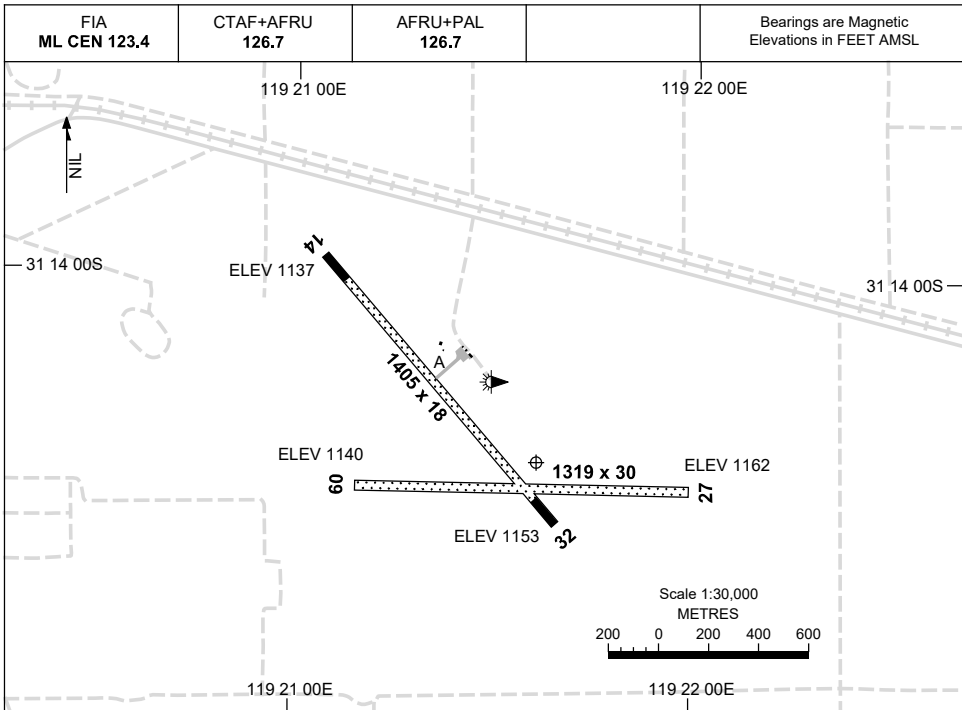 FIA
ML CEN 123.4
CTAF+AFRU
126.7
AFRU+PAL
126.7
Bearings are Magnetic
Elevations in FEET AMSL
119 21 00E
119 22 00E
NIL
31 14 00S
14
ELEV 1137
31 14 00S
A
1405 x 18
ELEV 1140
09
1319 x 30
ELEV 1162
27
ELEV 1153
32
Scale 1:30,000
METRES
200 0 200 400 600
119 21 00E
119 22 00E